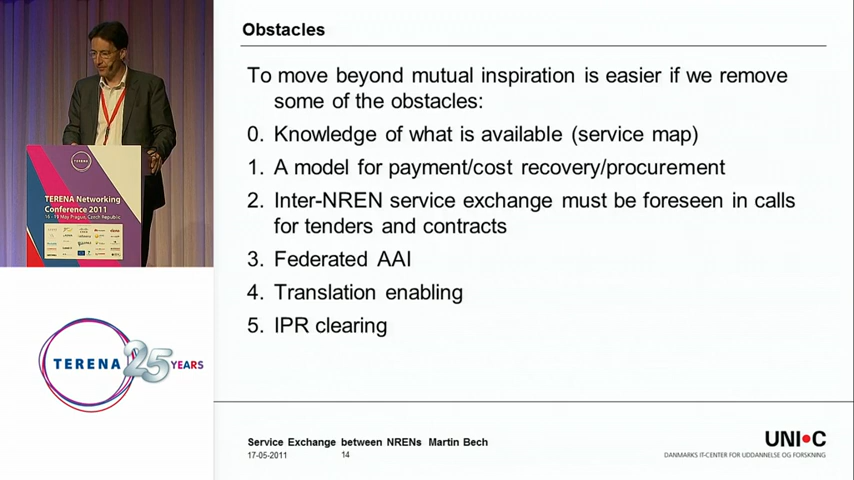 Obstacles
To move beyond mutual inspiration is easier if we remove
some of the obstacles:
0. Knowledge of what is available (service map)
1. A model for payment/cost recovery/procurement
2. Inter-NREN service exchange must be foreseen in calls
for tenders and contracts
3. Federated AAI
4. Translation enabling
5. IPR clearing
TERENA Networking
Conference 2011
16 - 19 May Prague, Czech Republic
TERENA 25 YEARS
Service Exchange between NRENs Martin Bech
17-05-2011 14
UNI•C
DANMARKS IT-CENTER FOR UDDANNELSE OG FORSKNING